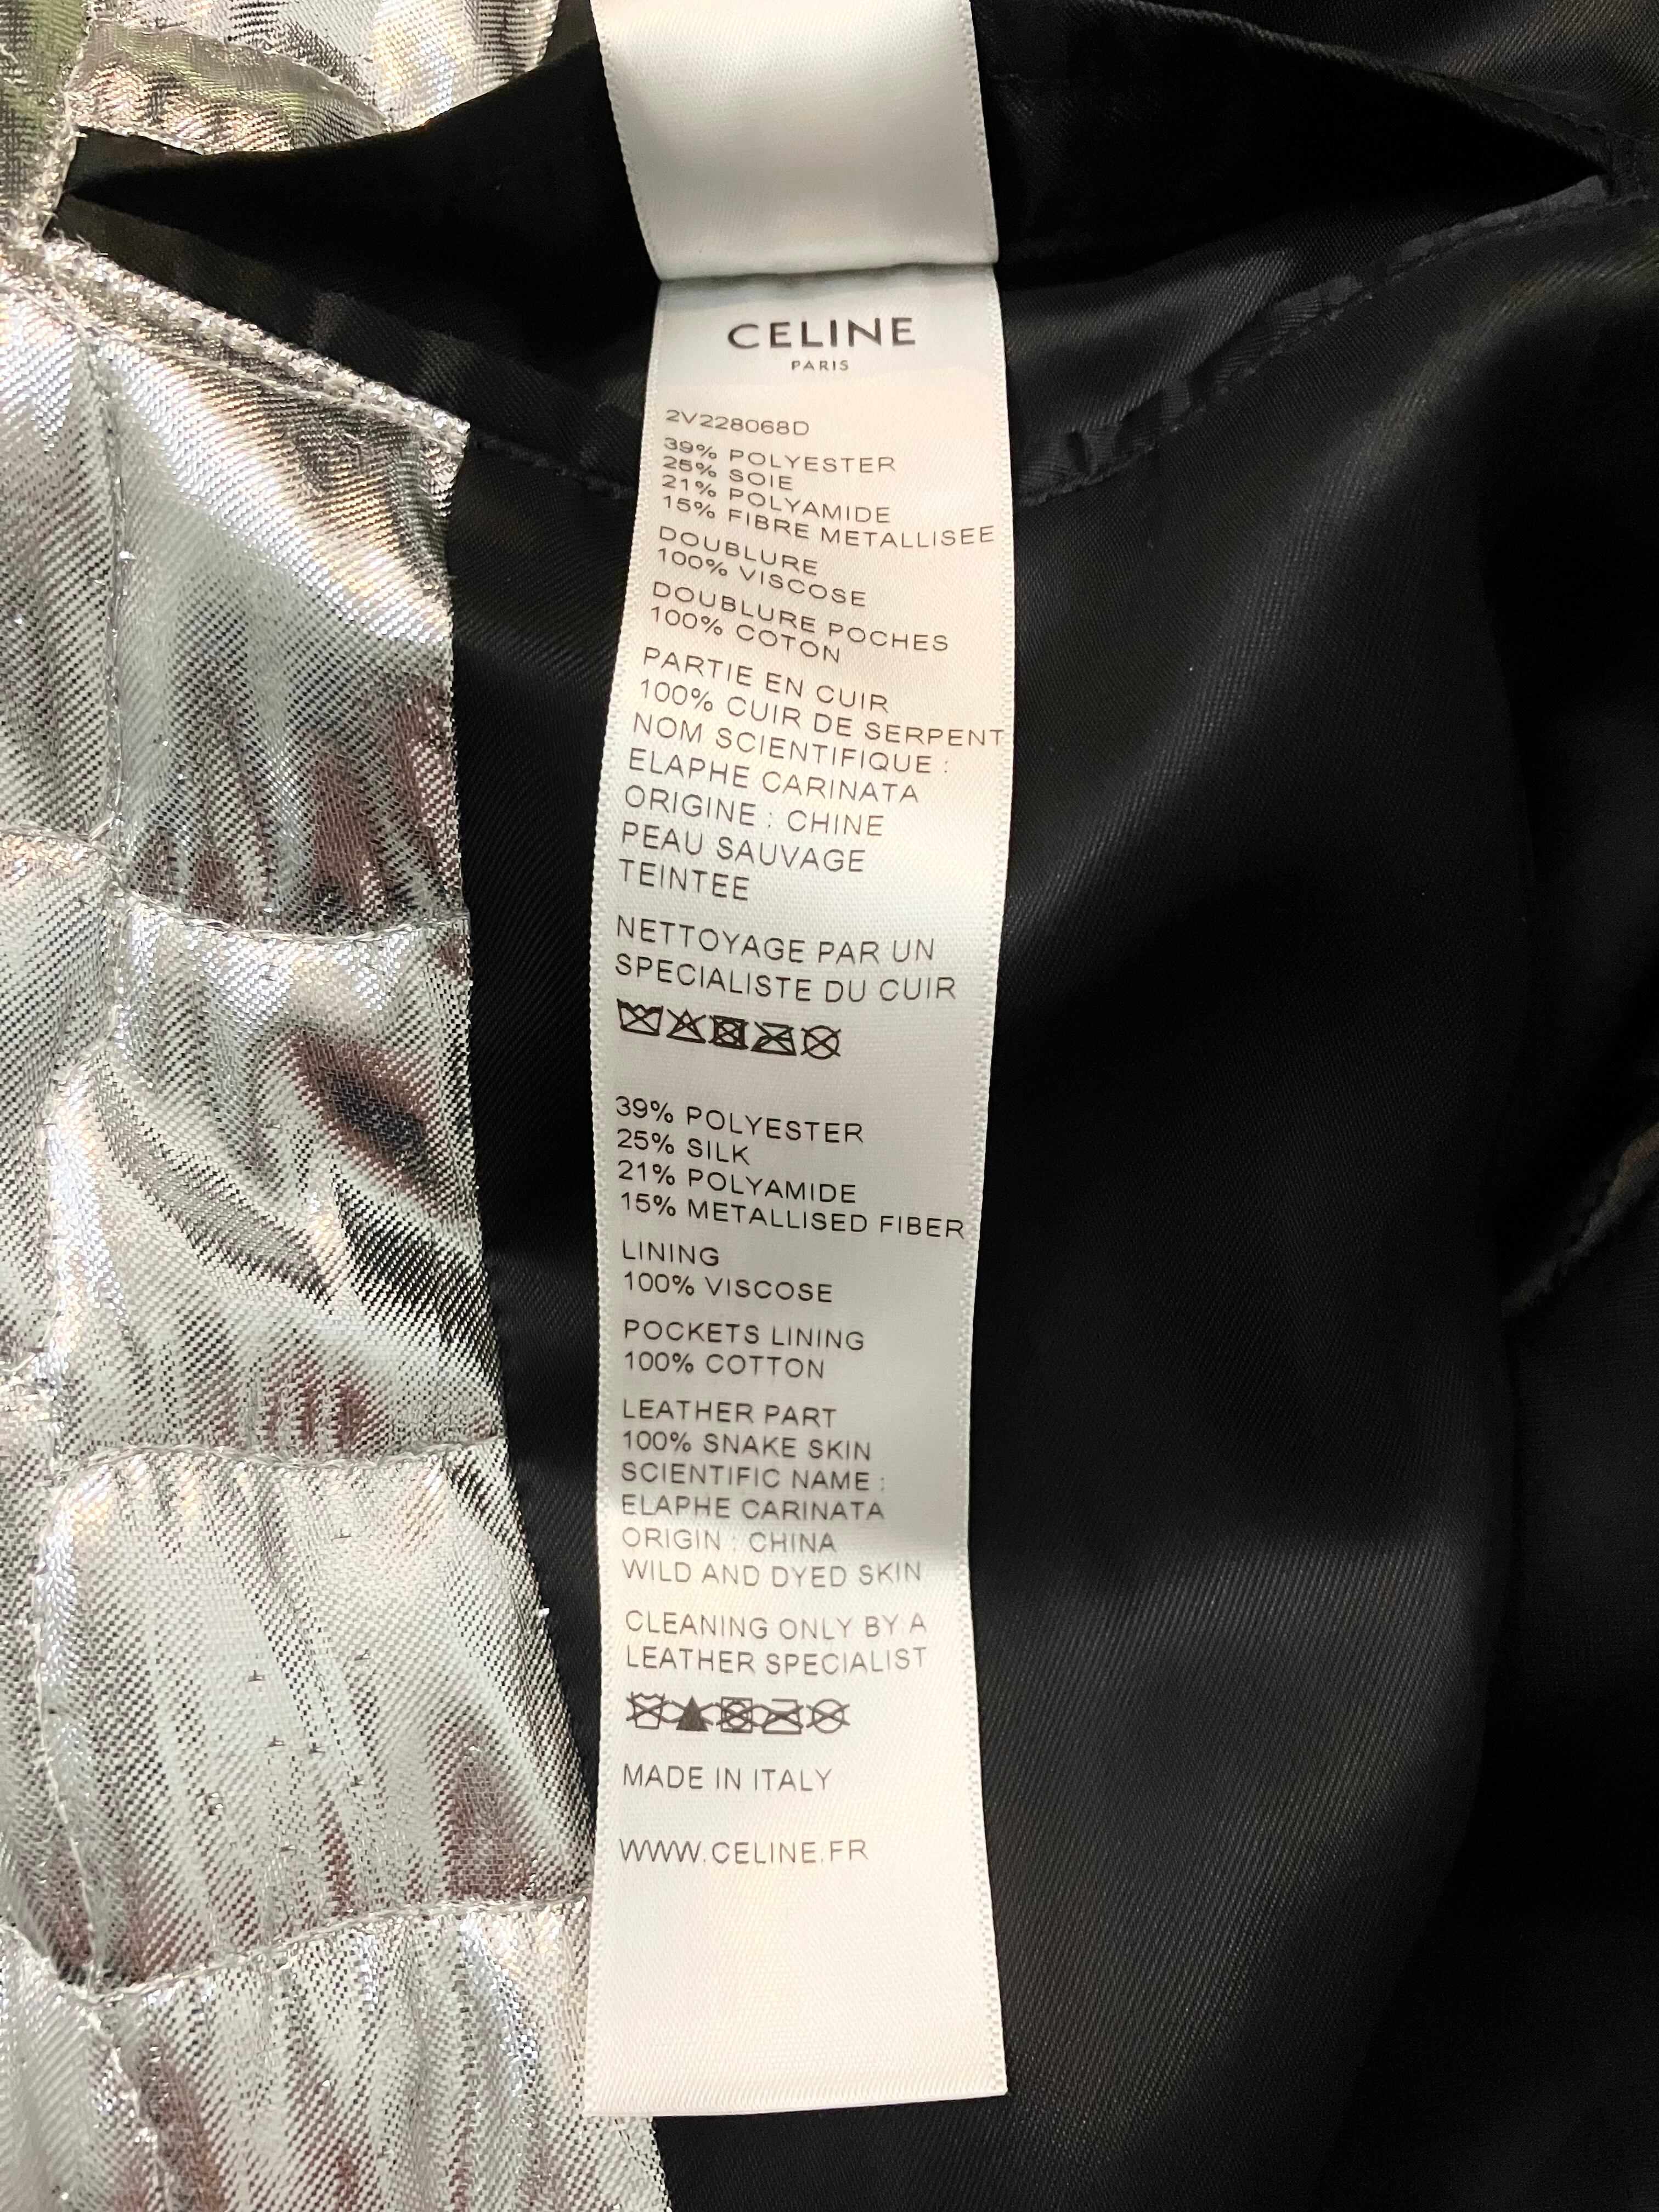 CELINE
PARIS
2V228068D
39% POLYESTER
25% SOIE
21% POLYAMIDE
15% FIBRE METALLISEE
DOUBLURE
100% VISCOSE
DOUBLURE POCHES
100% COTON
PARTIE EN CUIR
100% CUIR DE SERPENT
NOM SCIENTIFIQUE :
ELAPHE CARINATA
ORIGINE : CHINE
PEAU SAUVAGE
TEINTEE
NETTOYAGE PAR UN
SPECIALISTE DU CUIR
39% POLYESTER
25% SILK
21% POLYAMIDE
15% METALLISED FIBER
LINING
100% VISCOSE
POCKETS LINING
100% COTTON
LEATHER PART
100% SNAKE SKIN
SCIENTIFIC NAME :
ELAPHE CARINATA
ORIGIN : CHINA
WILD AND DYED SKIN
CLEANING ONLY BY A
LEATHER SPECIALIST
MADE IN ITALY
WWW.CELINE.FR